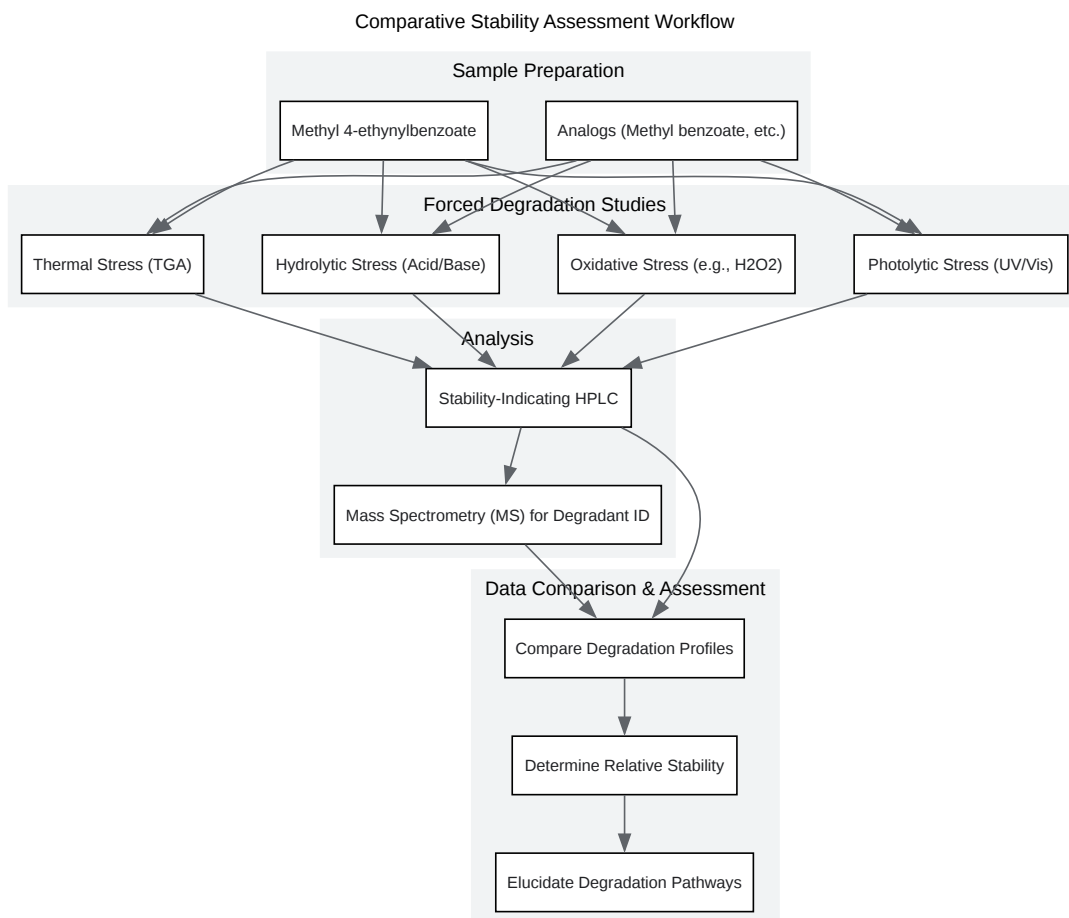 Comparative Stability Assessment Workflow
Sample Preparation
Methyl 4-ethynylbenzoate
Analogs (Methyl benzoate, etc.)
Forced Degradation Studies
Thermal Stress (TGA)
Hydrolytic Stress (Acid/Base)
Oxidative Stress (e.g., H2O2)
Photolytic Stress (UV/Vis)
Analysis
Stability-Indicating HPLC
Mass Spectrometry (MS) for Degradant ID
Data Comparison & Assessment
Compare Degradation Profiles
Determine Relative Stability
Elucidate Degradation Pathways